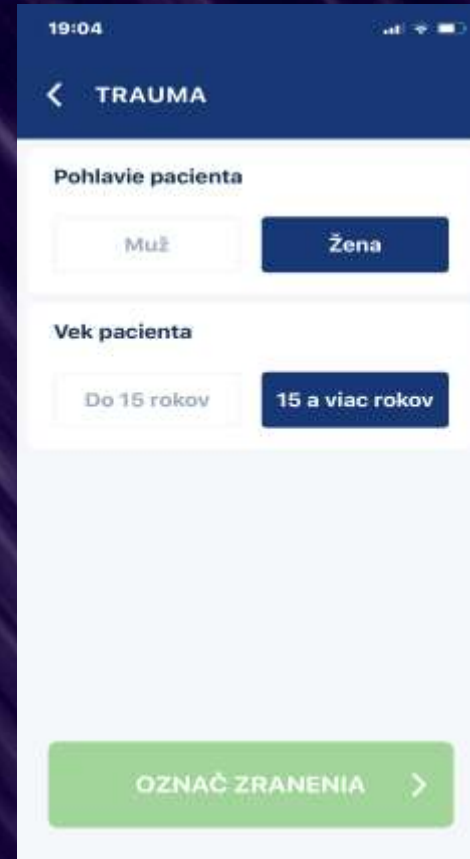 19:04
TRAUMA
Pohlavie pacienta
Muž Žena
Vek pacienta
Do 15 rokov 15 a viac rokov
OZNAČ ZRANENIA